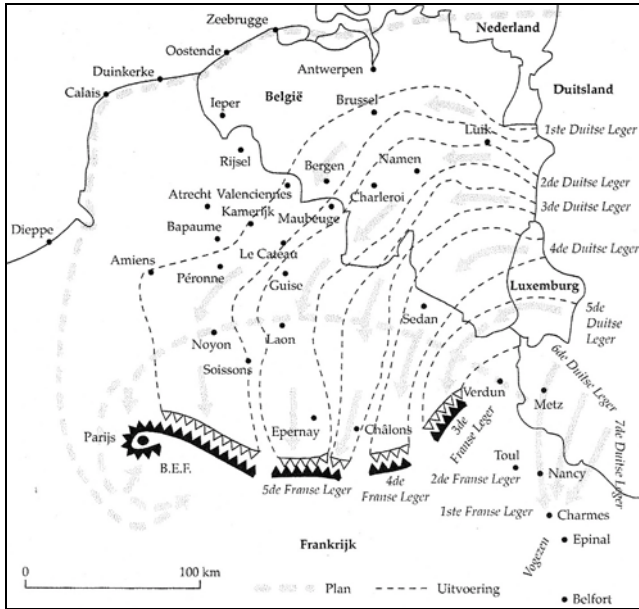 Zeebrugge
Nederland
Oostende
Duinkerke
Antwerpen
Duitsland
Calais
België
Ieper
Brussel
Luik
1ste Duitse Leger
Rijsel
Bergen
Namen
2de Duitse Leger
Atrecht
Valenciennes
Charleroi
3de Duitse Leger
Kamerijk
Maubeuge
Dieppe
Bapaume
Le Cateau
4de Duitse Leger
Amiens
Péronne
Guise
Luxemburg
5de
Duitse
Leger
Sedan
Noyon
Laon
6de Duitse Leger
Soissons
Verdun
Metz
7de Duitse Leger
Parijs
Epernay
Châlons
3de
Franse Leger
B.E.F.
Toul
5de Franse Leger
4de
Franse Leger
2de Franse Leger
Nancy
1ste Franse Leger
Charmes
Vogezen
Epinal
Frankrijk
0
100 km
Plan
Uitvoering
Belfort